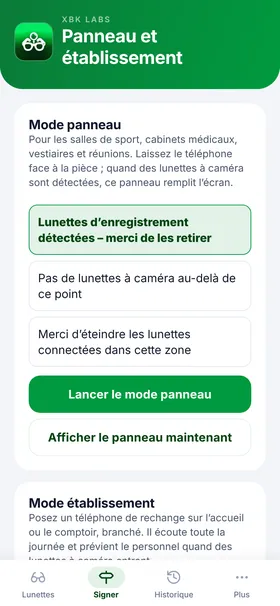 XBK LABS
Panneau et
établissement
Mode panneau
Pour les salles de sport, cabinets médicaux,
vestiaires et réunions. Laissez le téléphone
face à la pièce ; quand des lunettes à caméra
sont détectées, ce panneau remplit l'écran.
Lunettes d'enregistrement
détectées – merci de les retirer
Pas de lunettes à caméra au-delà de
ce point
Merci d'éteindre les lunettes
connectées dans cette zone
Lancer le mode panneau
Afficher le panneau maintenant
Mode établissement
Posez un téléphone de rechange sur l'accueil
ou le comptoir, branché. Il écoute toute la
journée et prévient le personnel quand des
lunettes à caméra entrent
Lunettes
Signer
Historique
Plus